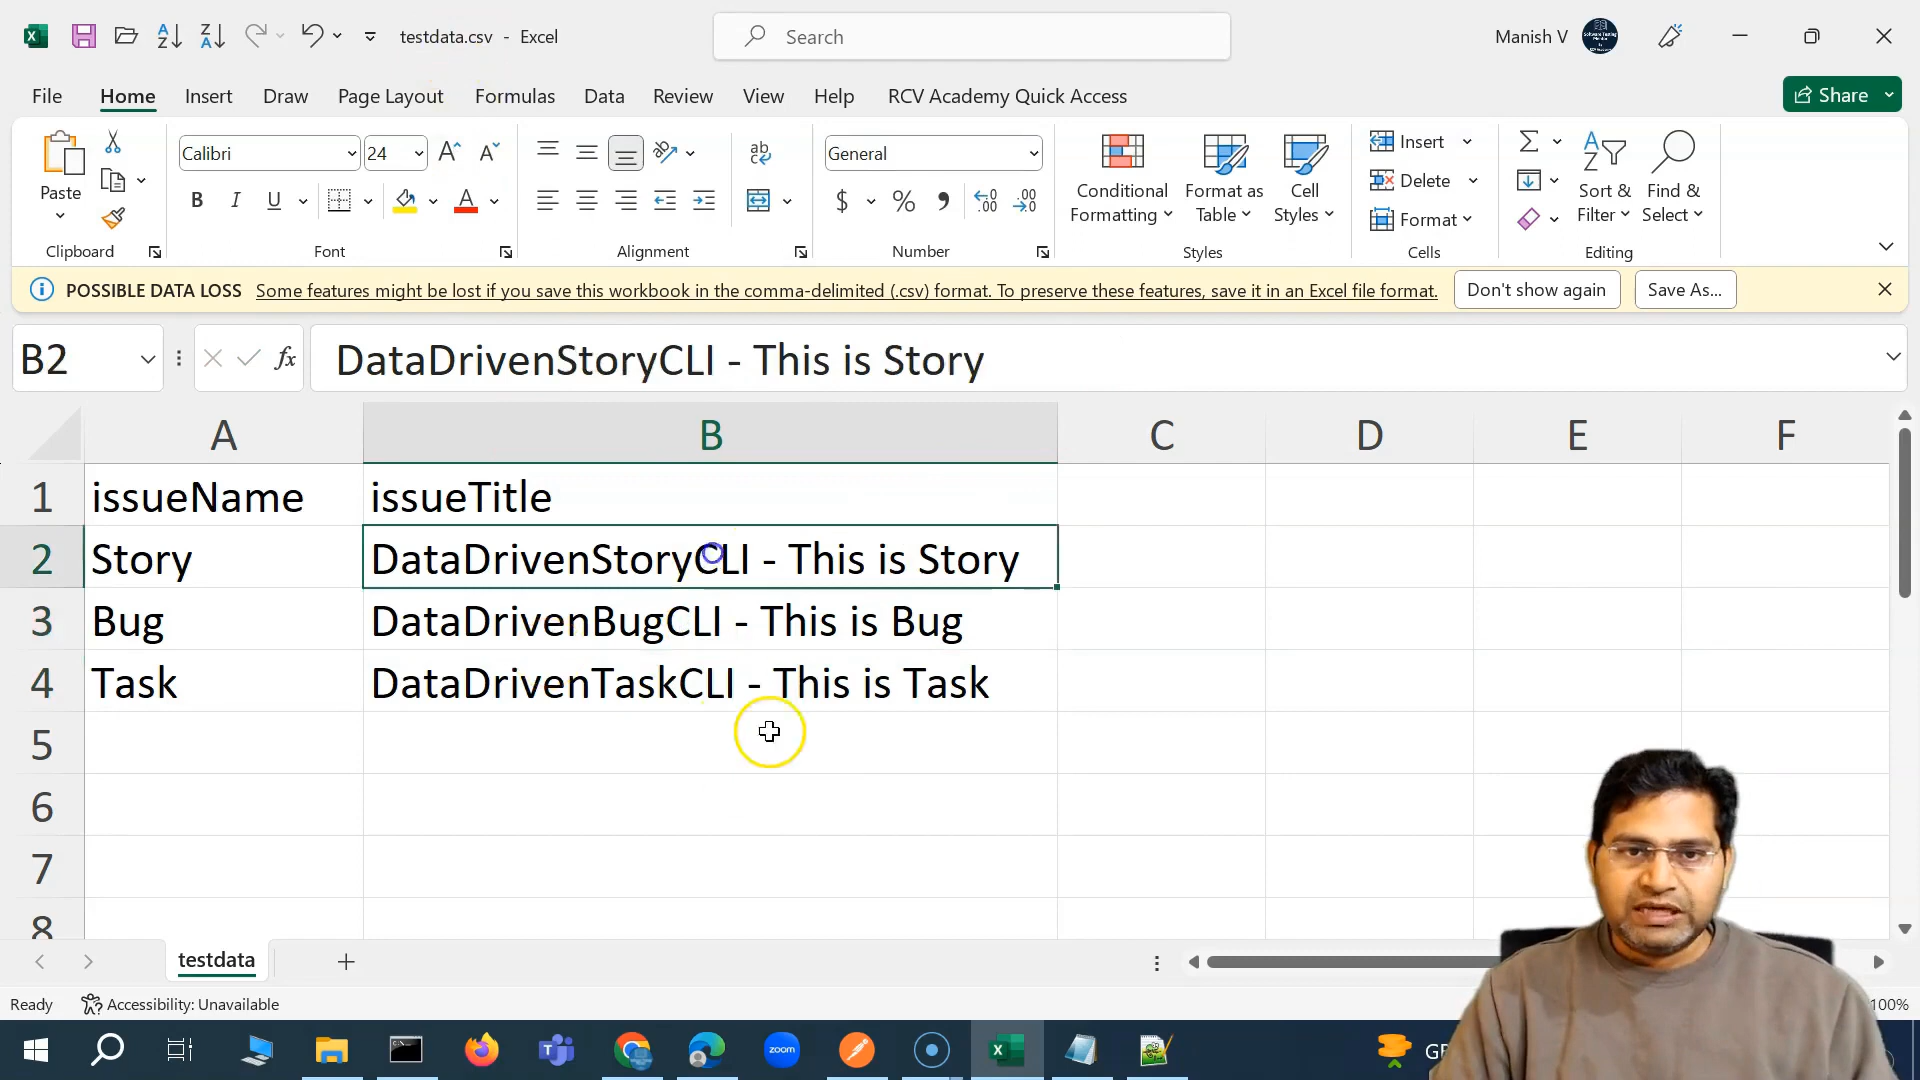 testdata.csv - Excel
Search
Manish V
File Home Insert Draw Page Layout Formulas Data Review View Help RCV Academy Quick Access
Share
Paste
Calibri 24
General
Insert
Delete
Format
Conditional Formatting
Format as Table
Cell Styles
Sort & Filter
Find & Select
Clipboard Font Alignment Number Styles Cells Editing
POSSIBLE DATA LOSS Some features might be lost if you save this workbook in the comma-delimited (.csv) format. To preserve these features, save it in an Excel file format. Don't show again Save As...
B2 fx DataDrivenStoryCLI - This is Story
A B C D E F
1 issueName issueTitle
2 Story DataDrivenStoryCLI - This is Story
3 Bug DataDrivenBugCLI - This is Bug
4 Task DataDrivenTaskCLI - This is Task
5
6
7
8
testdata
Ready Accessibility: Unavailable 100%
zoom